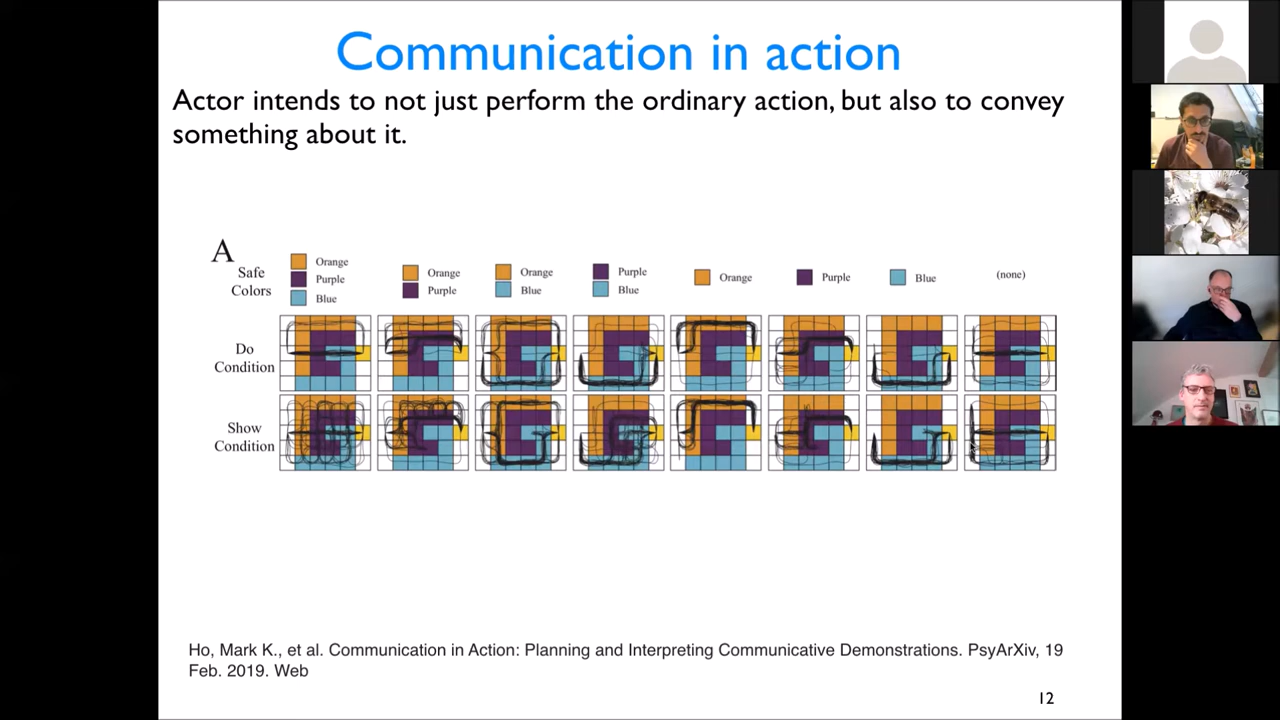 Communication in action
Actor intends to not just perform the ordinary action, but also to convey
something about it.
A
Safe
Colors
Orange
Purple
Blue
Orange
Purple
Orange
Blue
Purple
Blue
Orange
Purple
Blue
(none)
Do
Condition
Show
Condition
Ho, Mark K., et al. Communication in Action: Planning and Interpreting Communicative Demonstrations. PsyArXiv, 19
Feb. 2019. Web
12